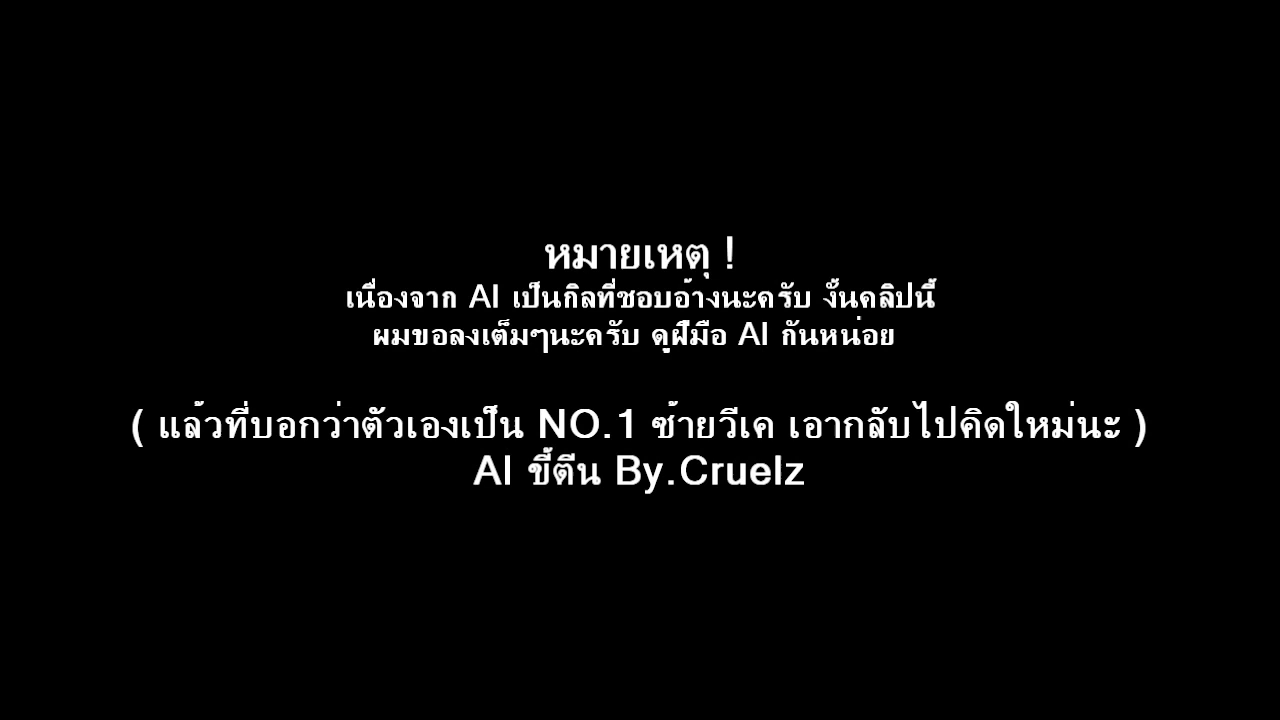 หมายเหตุ !
เนื่องจาก AI เป็นกิลที่ชอบอ้างนะครับ งั้นคลิปนี้
ผมขอลงเต็มๆนะครับ ดูฝีมือ AI กันหน่อย
( แล้วที่บอกว่าตัวเองเป็น NO.1 ซ้ายวีเค เอากลับไปคิดใหม่นะ )
AI ขี้ตีน By.Cruelz